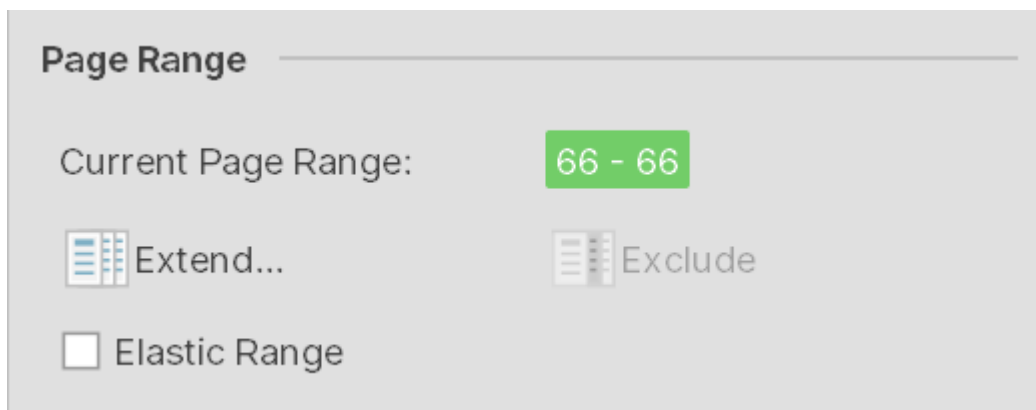 Page Range
Current Page Range: 66 - 66
Extend... Exclude
Elastic Range